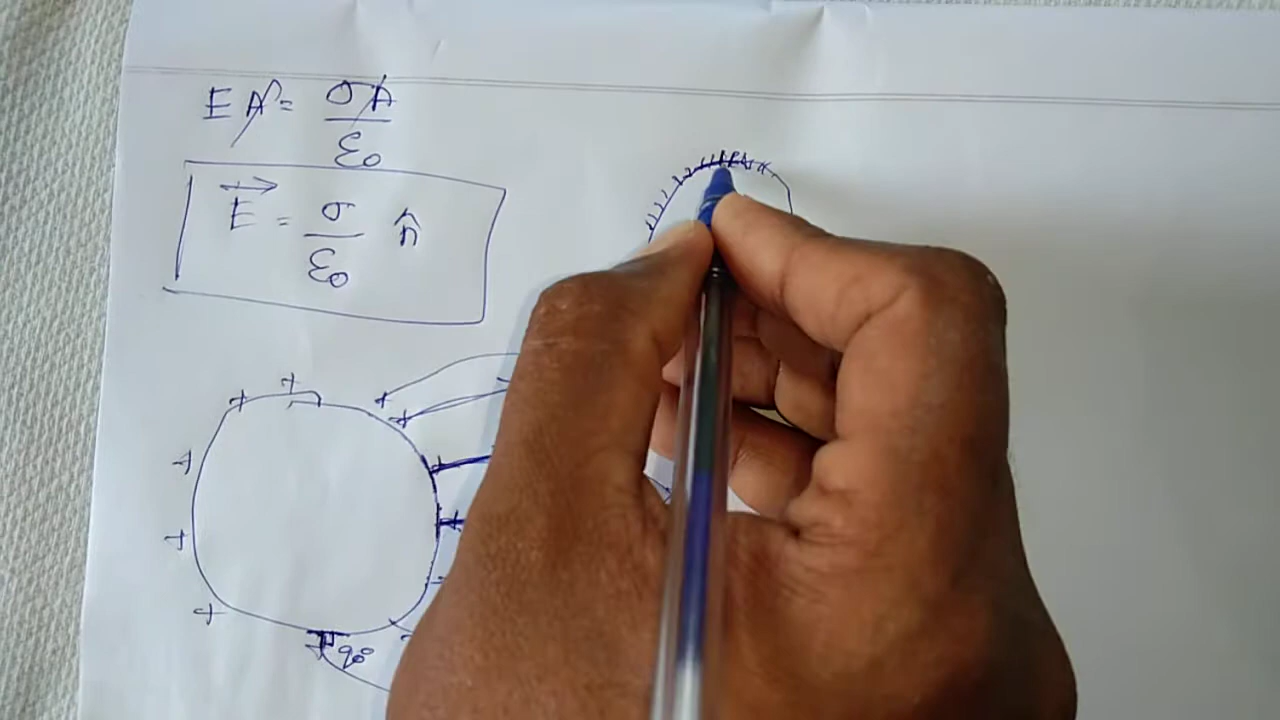 EA = σA/ε₀
E⃗ = σ/ε₀ n̂
+ + + +
+
+
+
+
+
90°